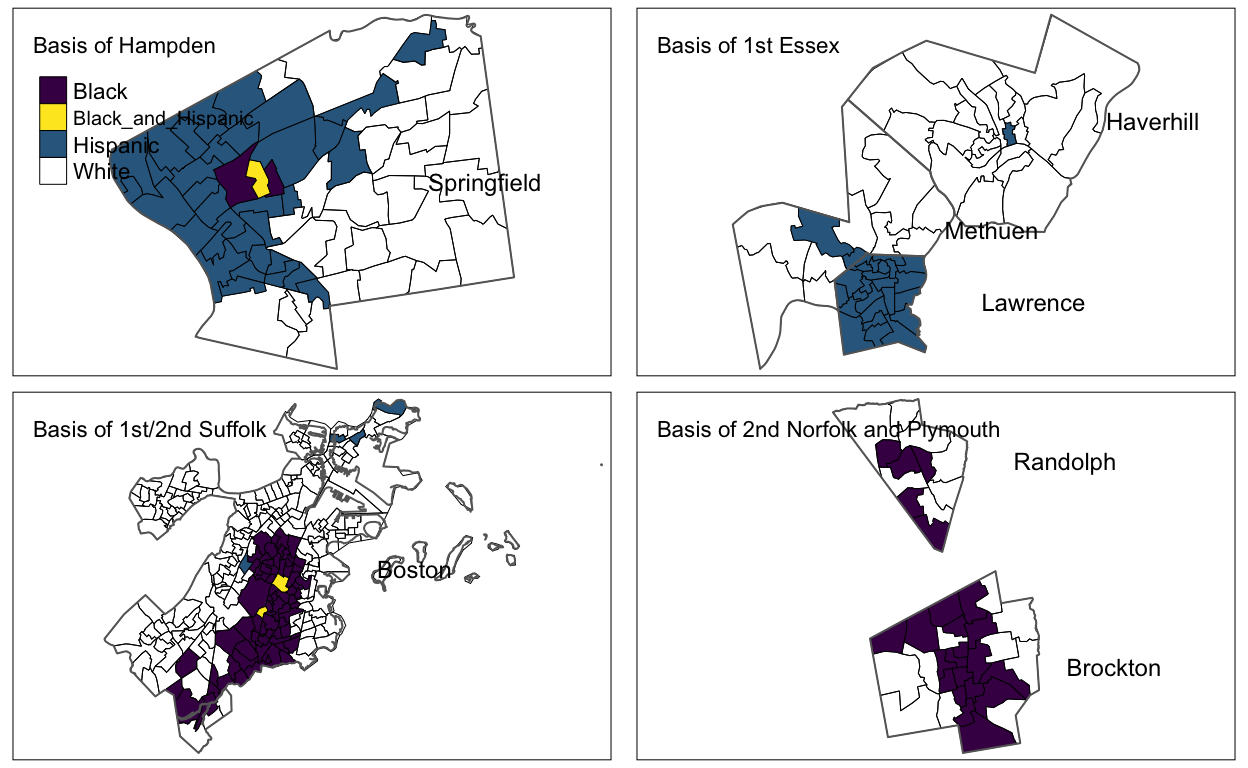 Basis of Hampden
Black
Black_and_Hispanic
Hispanic
White
Springfield
Basis of 1st Essex
Haverhill
Methuen
Lawrence
Basis of 1st/2nd Suffolk
Boston
Basis of 2nd Norfolk and Plymouth
Randolph
Brockton